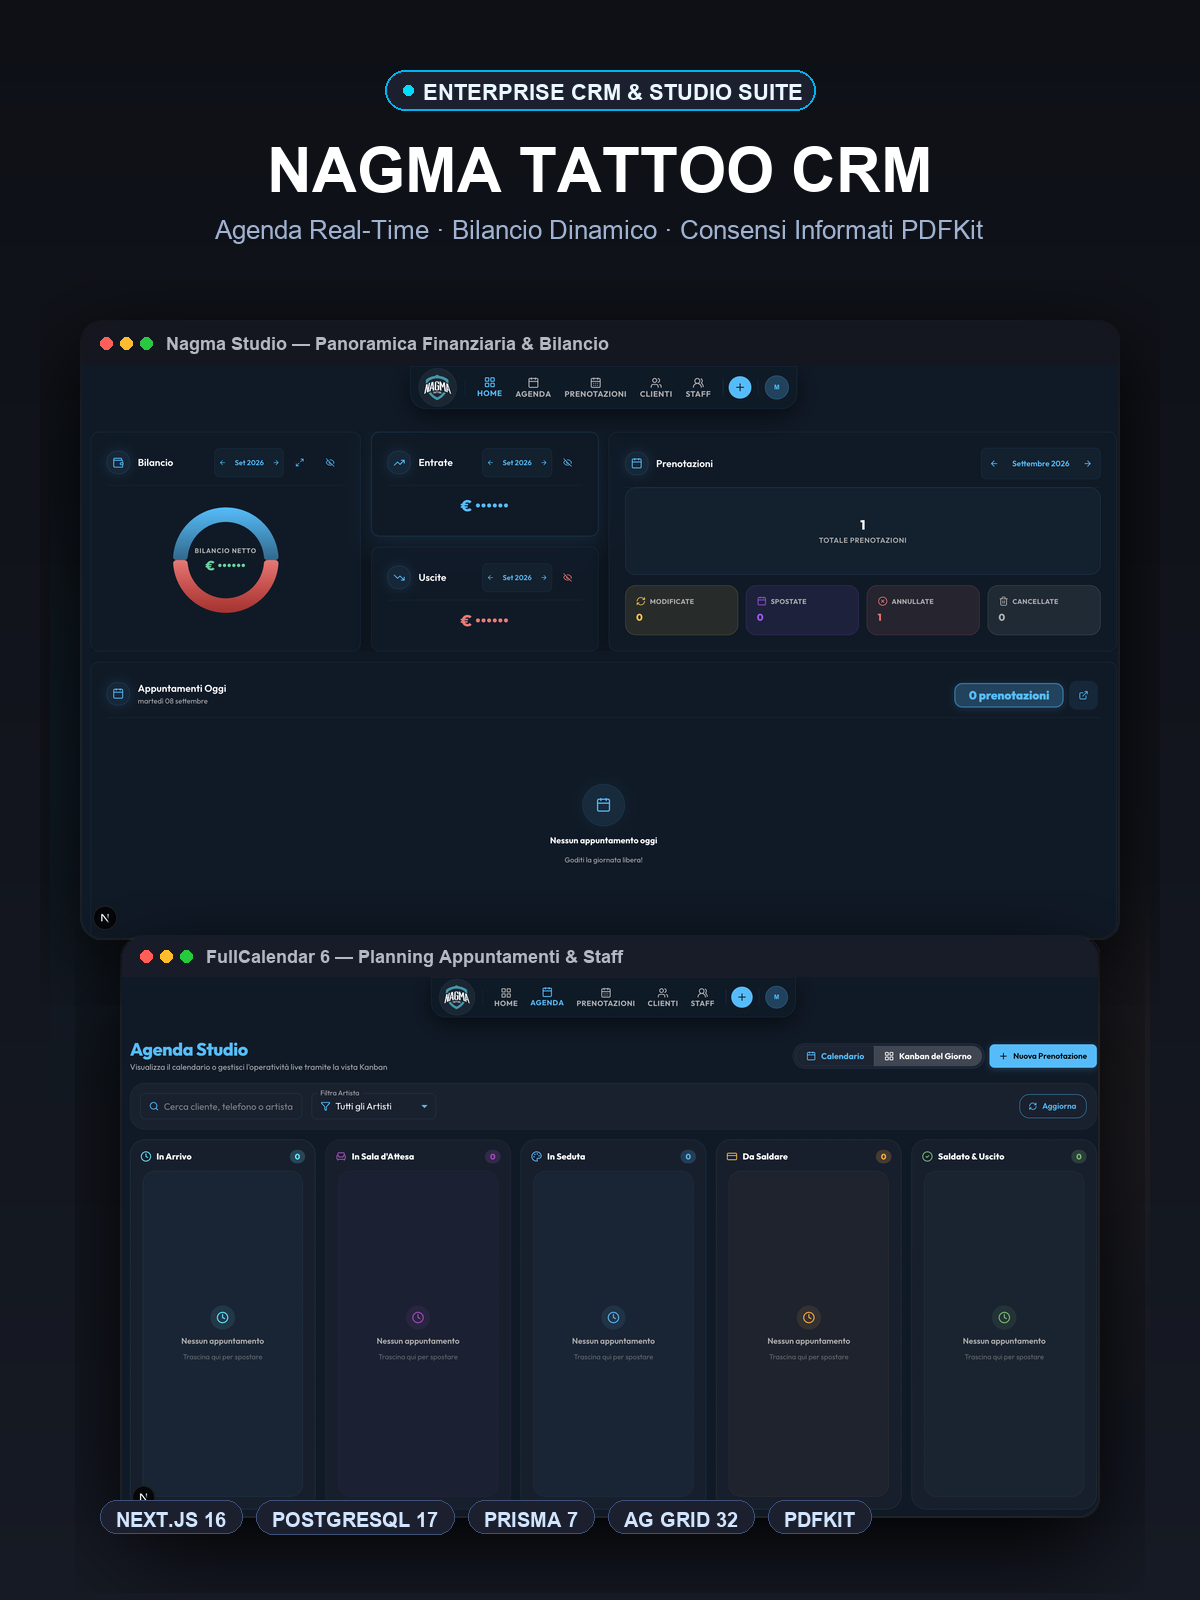 ENTERPRISE CRM & STUDIO SUITE
NAGMA TATTOO CRM
Agenda Real-Time · Bilancio Dinamico · Consensi Informati PDFKit
Nagma Studio — Panoramica Finanziaria & Bilancio
NAGMA
HOME AGENDA PRENOTAZIONI CLIENTI STAFF M
Bilancio Set 2026
BILANCIO NETTO
€ ••••••
Entrate Set 2026
€ ••••••
Uscite Set 2026
€ ••••••
Prenotazioni Settembre 2026
1
TOTALE PRENOTAZIONI
MODIFICATE
0
SPOSTATE
0
ANNULLATE
1
CANCELLATE
0
Appuntamenti Oggi
martedì 08 settembre
0 prenotazioni
Nessun appuntamento oggi
Goditi la giornata libera!
N
FullCalendar 6 — Planning Appuntamenti & Staff
NAGMA
HOME AGENDA PRENOTAZIONI CLIENTI STAFF M
Agenda Studio
Visualizza il calendario o gestisci l'operatività live tramite la vista Kanban
Calendario Kanban del Giorno Nuova Prenotazione
Cerca cliente, telefono o artista
Filtra Artista
Tutti gli Artisti
Aggiorna
In Arrivo 0
Nessun appuntamento
Trascina qui per spostare
In Sala d'Attesa 0
Nessun appuntamento
Trascina qui per spostare
In Seduta 0
Nessun appuntamento
Trascina qui per spostare
Da Saldare 0
Nessun appuntamento
Trascina qui per spostare
Saldato & Uscito 0
Nessun appuntamento
Trascina qui per spostare
N
NEXT.JS 16 POSTGRESQL 17 PRISMA 7 AG GRID 32 PDFKIT